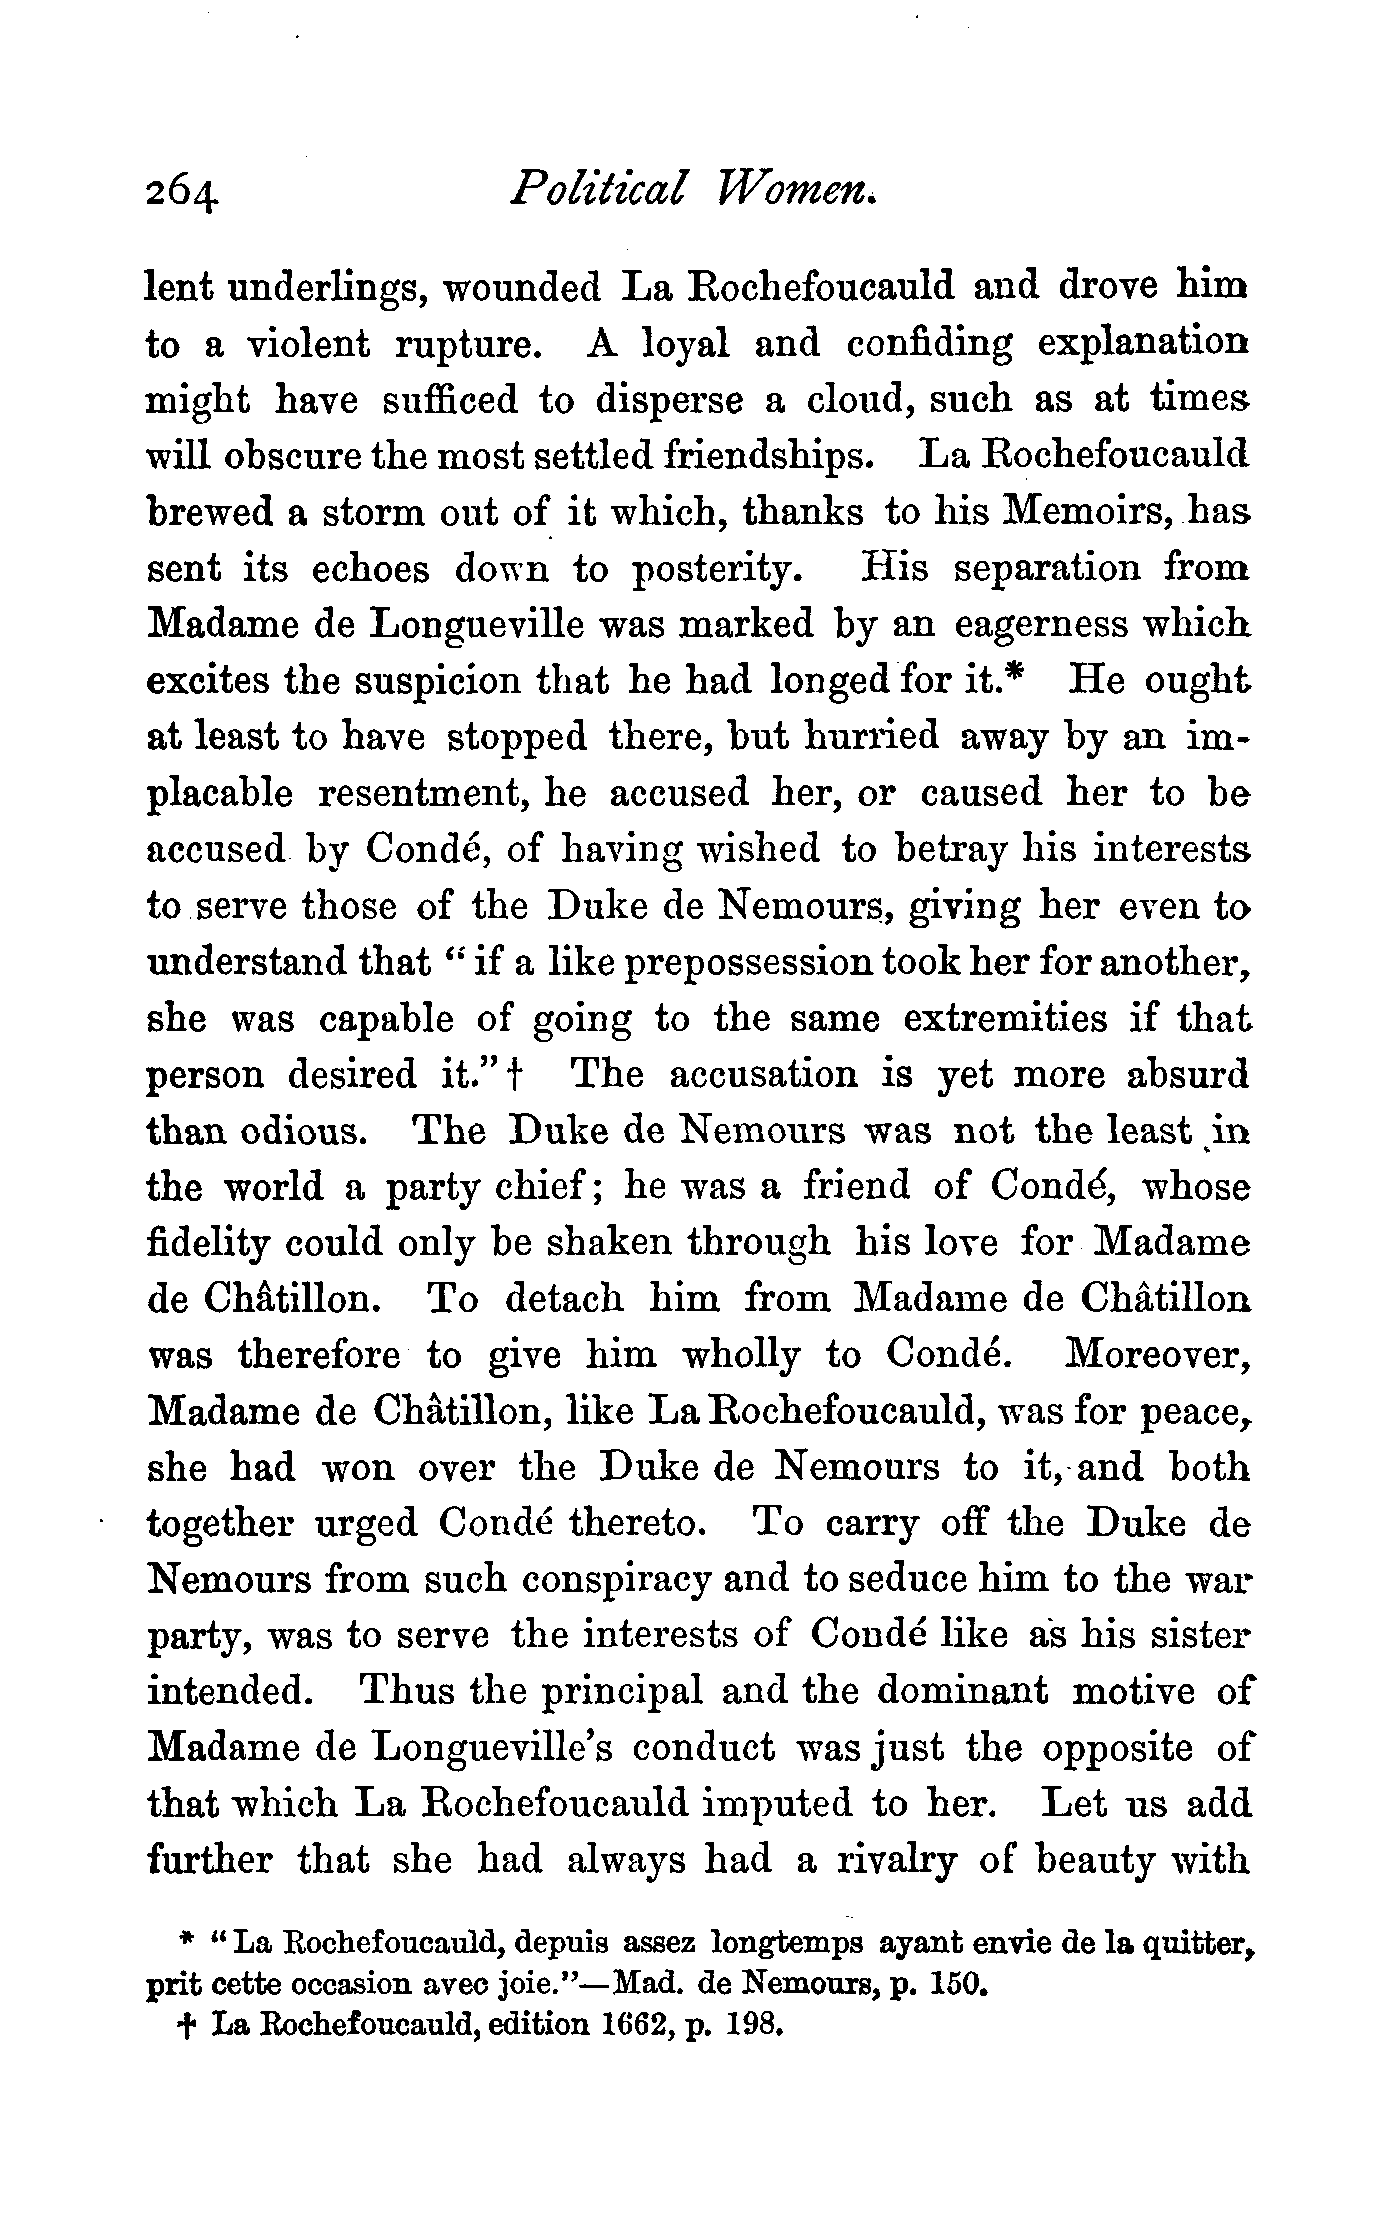 264 Political Women.
lent underlings, wounded La Rochefoucauld and drove him
to a violent rupture. A loyal and confiding explanation
might have sufficed to disperse a cloud, such as at times
will obscure the most settled friendships. La Rochefoucauld
brewed a storm out of it which, thanks to his Memoirs, has
sent its echoes down to posterity. His separation from
Madame de Longueville was marked by an eagerness which
excites the suspicion that he had longed for it.* He ought
at least to have stopped there, but hurried away by an im-
placable resentment, he accused her, or caused her to be
accused by Condé, of having wished to betray his interests
to serve those of the Duke de Nemours, giving her even to
understand that “if a like prepossession took her for another,
she was capable of going to the same extremities if that
person desired it.”† The accusation is yet more absurd
than odious. The Duke de Nemours was not the least in
the world a party chief; he was a friend of Condé, whose
fidelity could only be shaken through his love for Madame
de Châtillon. To detach him from Madame de Châtillon
was therefore to give him wholly to Condé. Moreover,
Madame de Châtillon, like La Rochefoucauld, was for peace,
she had won over the Duke de Nemours to it, and both
together urged Condé thereto. To carry off the Duke de
Nemours from such conspiracy and to seduce him to the war
party, was to serve the interests of Condé like as his sister
intended. Thus the principal and the dominant motive of
Madame de Longueville’s conduct was just the opposite of
that which La Rochefoucauld imputed to her. Let us add
further that she had always had a rivalry of beauty with
* “La Rochefoucauld, depuis assez longtemps ayant envie de la quitter,
prit cette occasion avec joie.”—Mad. de Nemours, p. 150.
† La Rochefoucauld, edition 1662, p. 198.